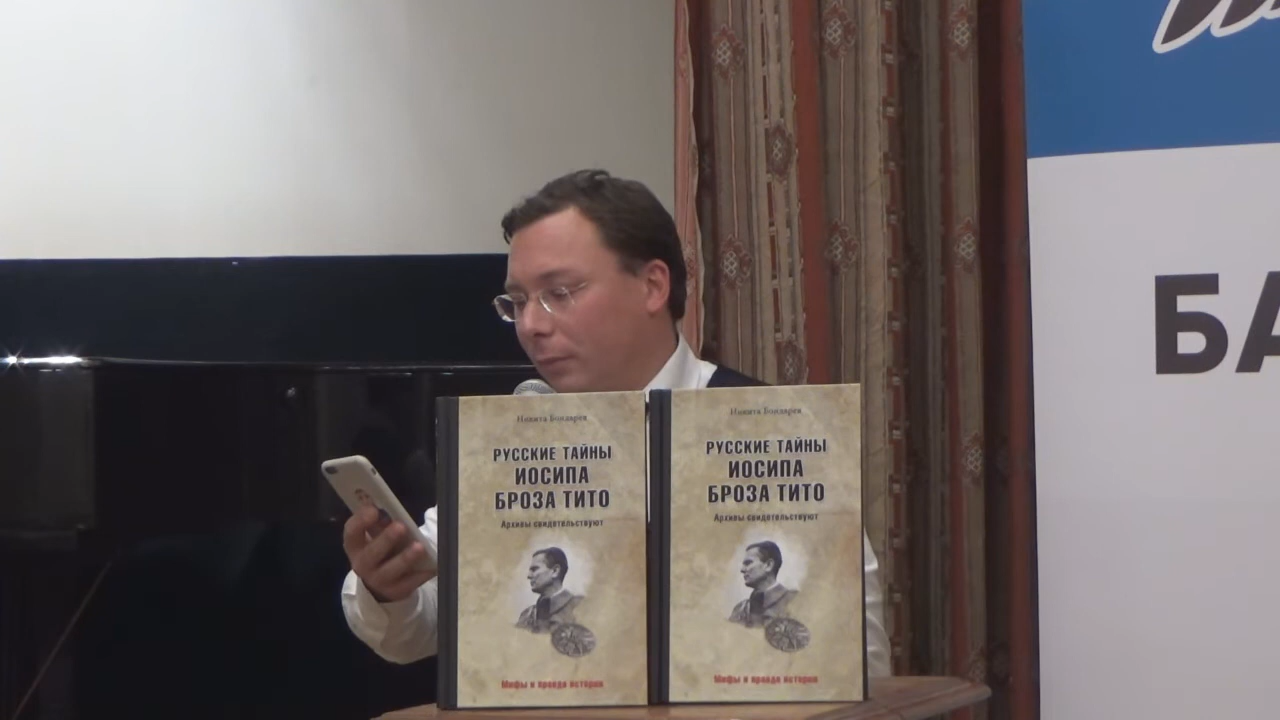 Никита Бондарев
РУССКИЕ ТАЙНЫ
ИОСИПА
БРОЗА ТИТО
Архивы свидетельствуют
Мифы и правда истории
Никита Бондарев
РУССКИЕ ТАЙНЫ
ИОСИПА
БРОЗА ТИТО
Архивы свидетельствуют
Мифы и правда истории
БА